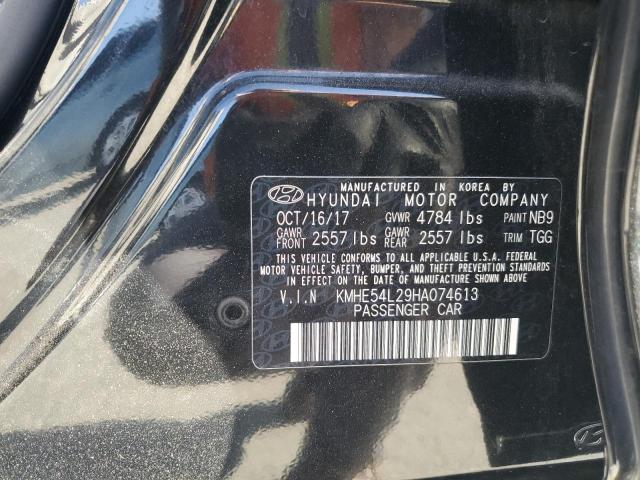 MANUFACTURED IN KOREA BY
HYUNDAI MOTOR COMPANY
OCT/16/17 GVWR 4784 lbs PAINT NB9
GAWR FRONT 2557 lbs GAWR REAR 2557 lbs TRIM TGG
THIS VEHICLE CONFORMS TO ALL APPLICABLE U.S.A. FEDERAL
MOTOR VEHICLE SAFETY, BUMPER, AND THEFT PREVENTION STANDARDS
IN EFFECT ON THE DATE OF MANUFACTURE SHOWN ABOVE.
V.I.N KMHE54L29HA074613
PASSENGER CAR